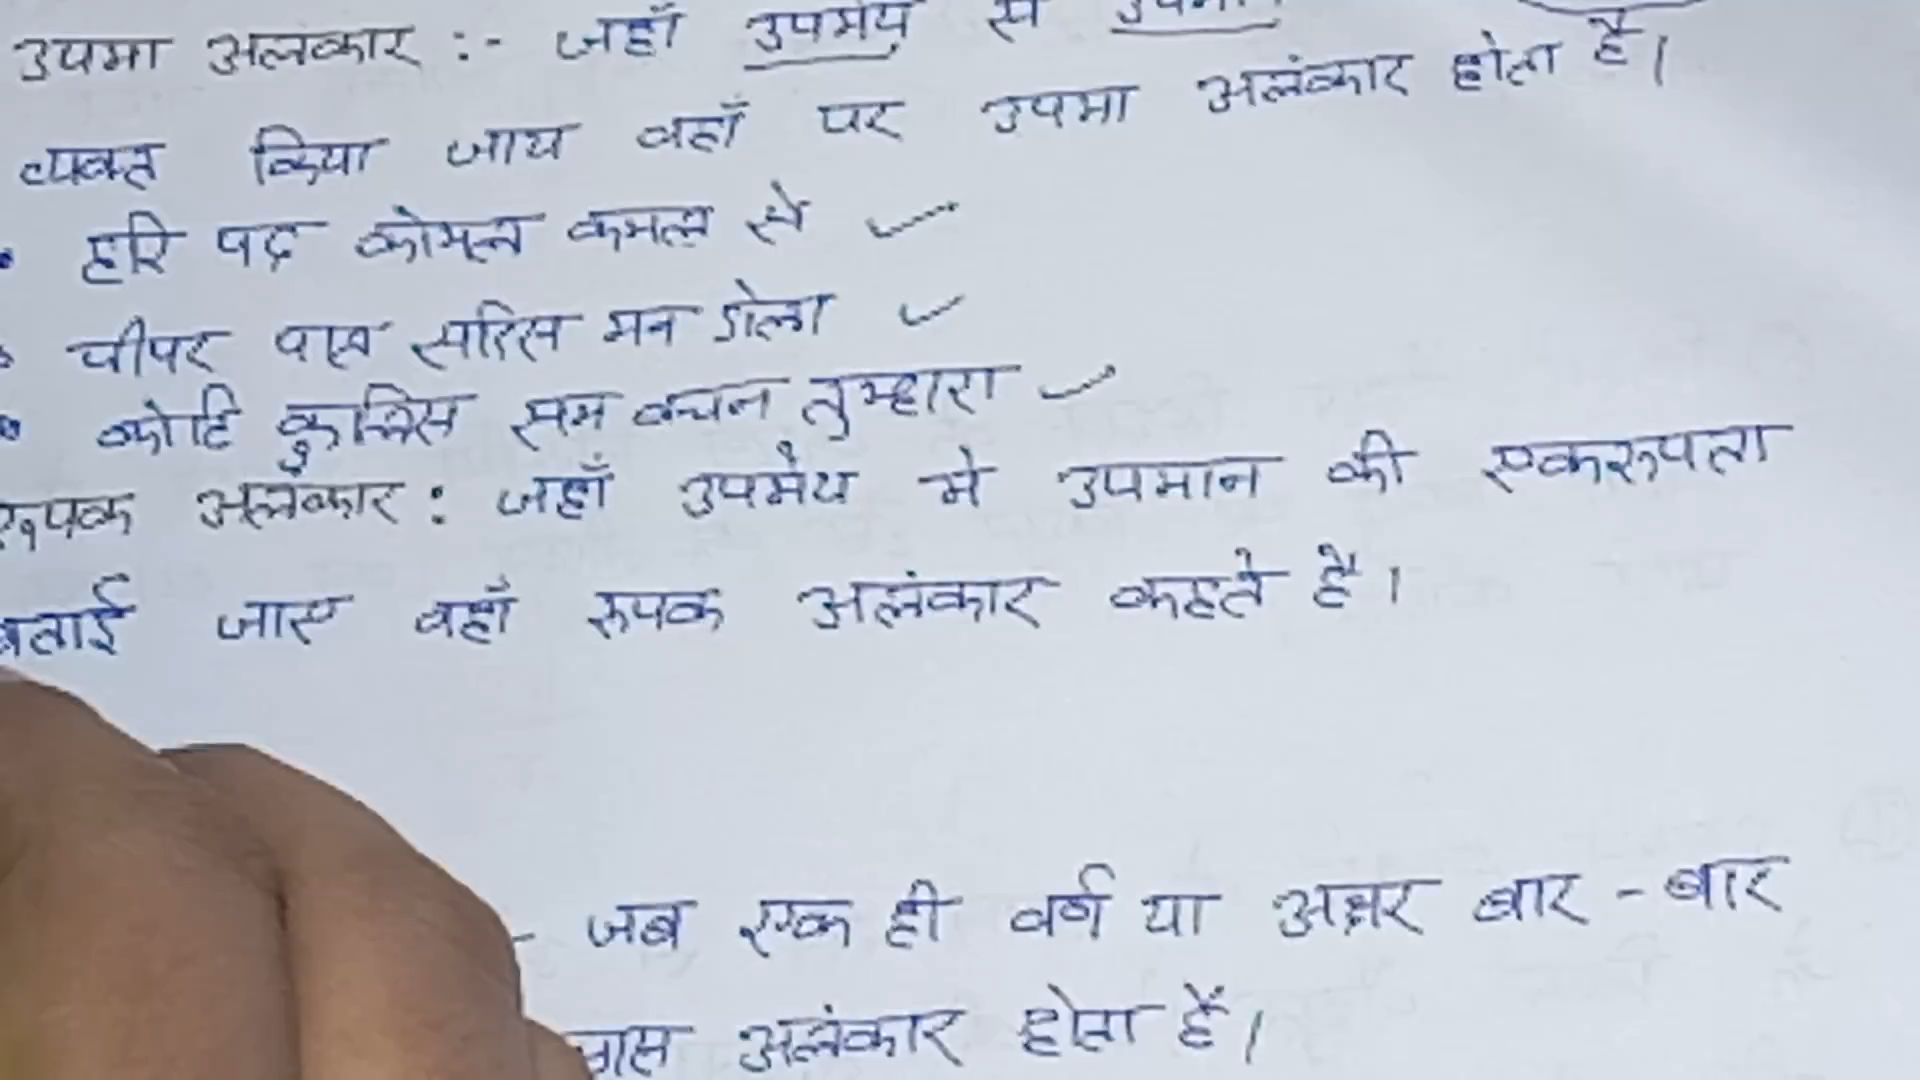 उपमा अलंकार :- जहाँ उपमेय से उपमान
व्यक्त किया जाय वहाँ पर उपमा अलंकार होता है।
• हरि पद कोमल कमल से
• पीपर पात सरिस मन डोला
• कोटि कुलिस सम वचन तुम्हारा
रूपक अलंकार : जहाँ उपमेय मे उपमान की एकरूपता
बताई जाए वहाँ रूपक अलंकार कहते है।
- जब एक ही वर्ण या अक्षर बार - बार
अलंकार होता है।